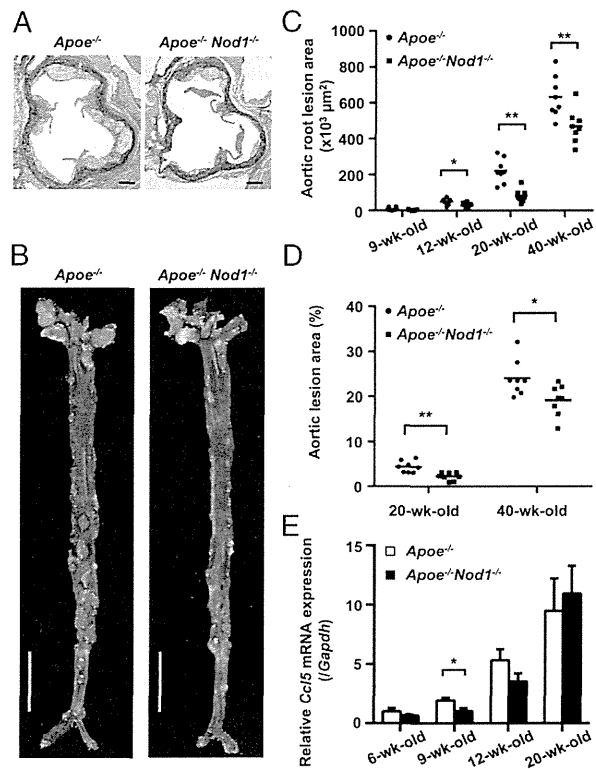 A
Apoe-/-
Apoe-/- Nod1-/-
B
Apoe-/-
Apoe-/- Nod1-/-
C
Aortic root lesion area
(x10³ μm²)
1000
800
600
400
200
0
Apoe-/-
Apoe-/-Nod1-/-
*
**
**
9-wk-old
12-wk-old
20-wk-old
40-wk-old
D
Aortic lesion area (%)
40
30
20
10
0
Apoe-/-
Apoe-/-Nod1-/-
**
*
20-wk-old
40-wk-old
E
Relative Ccl5 mRNA expression
(/Gapdh)
15
10
5
0
Apoe-/-
Apoe-/-Nod1-/-
*
6-wk-old
9-wk-old
12-wk-old
20-wk-old